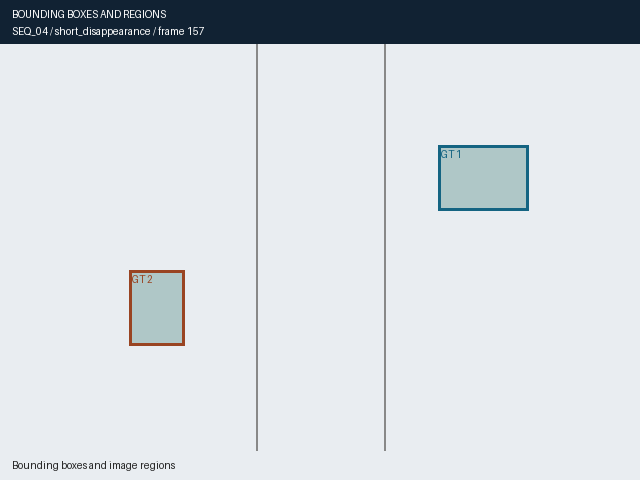 BOUNDING BOXES AND REGIONS
SEQ_04 / short_disappearance / frame 157
GT1
GT2
Bounding boxes and image regions